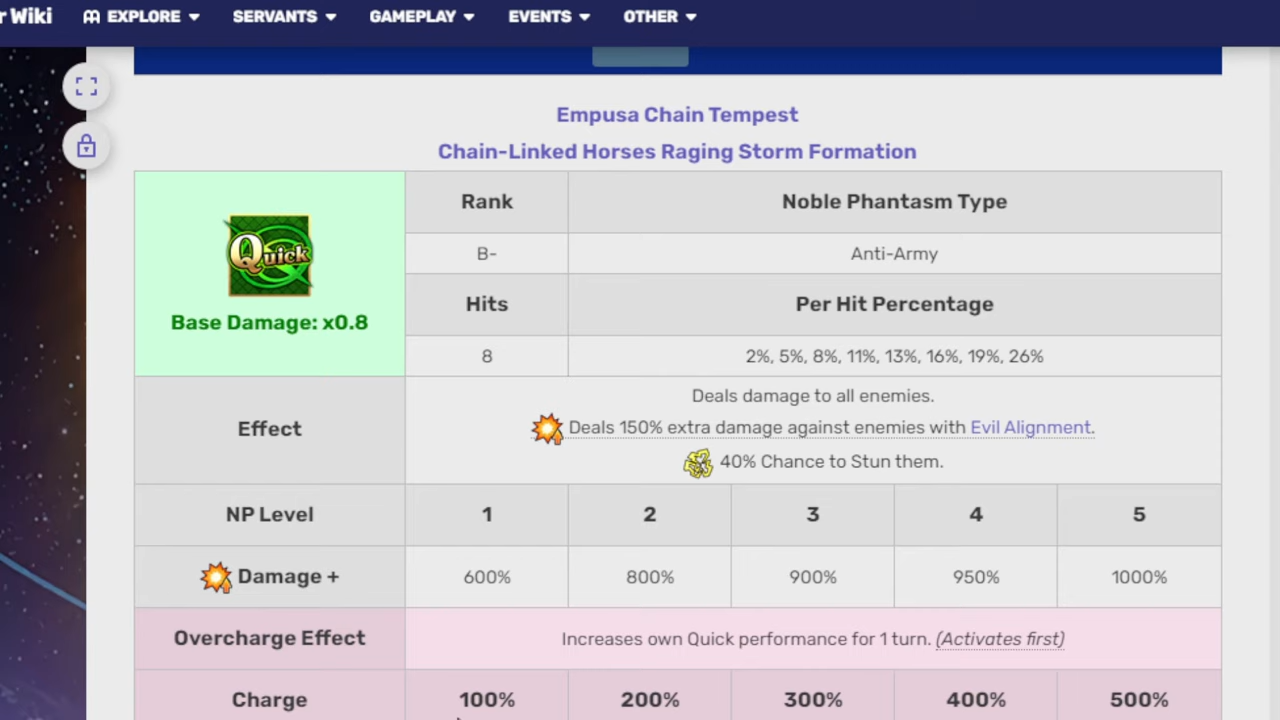 r Wiki EXPLORE SERVANTS GAMEPLAY EVENTS OTHER
Empusa Chain Tempest
Chain-Linked Horses Raging Storm Formation
Quick
Base Damage: x0.8
Rank Noble Phantasm Type
B- Anti-Army
Hits Per Hit Percentage
8 2%, 5%, 8%, 11%, 13%, 16%, 19%, 26%
Effect
Deals damage to all enemies.
Deals 150% extra damage against enemies with Evil Alignment.
40% Chance to Stun them.
NP Level 1 2 3 4 5
Damage + 600% 800% 900% 950% 1000%
Overcharge Effect Increases own Quick performance for 1 turn. (Activates first)
Charge 100% 200% 300% 400% 500%